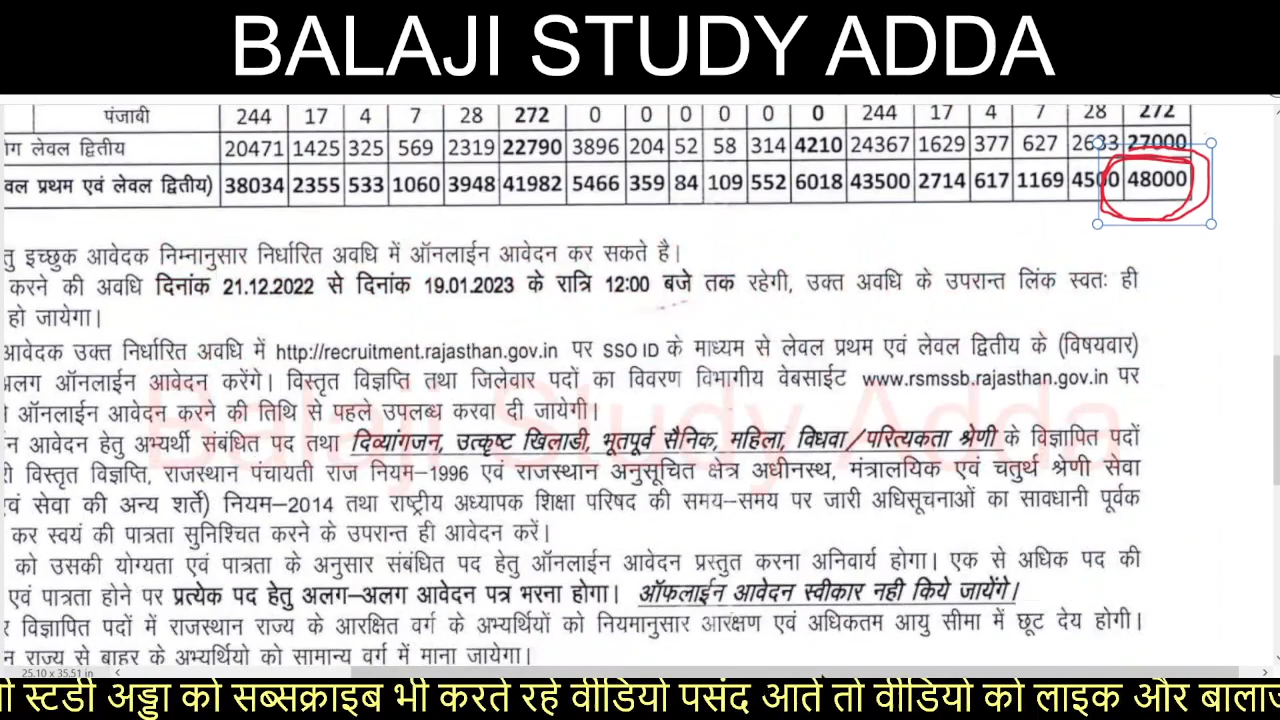 BALAJI STUDY ADDA
पंजाबी 244 17 4 7 28 272 0 0 0 0 0 0 244 17 4 7 28 272
ग लेवल द्वितीय 20471 1425 325 569 2319 22790 3896 204 52 58 314 4210 24367 1629 377 627 2633 27000
वल प्रथम एवं लेवल द्वितीय) 38034 2355 533 1060 3948 41982 5466 359 84 109 552 6018 43500 2714 617 1169 4500 48000
तु इच्छुक आवेदक निम्नानुसार निर्धारित अवधि में ऑनलाईन आवेदन कर सकते है।
करने की अवधि दिनांक 21.12.2022 से दिनांक 19.01.2023 के रात्रि 12:00 बजे तक रहेगी, उक्त अवधि के उपरान्त लिंक स्वतः ही
हो जायेगा।
आवेदक उक्त निर्धारित अवधि में http://recruitment.rajasthan.gov.in पर SSO ID के माध्यम से लेवल प्रथम एवं लेवल द्वितीय के (विषयवार)
अलग ऑनलाईन आवेदन करेंगे। विस्तृत विज्ञप्ति तथा जिलेवार पदों का विवरण विभागीय वेबसाईट www.rsmssb.rajasthan.gov.in पर
ऑनलाईन आवेदन करने की तिथि से पहले उपलब्ध करवा दी जायेगी।
Balaji Study Adda
न आवेदन हेतु अभ्यर्थी संबंधित पद तथा दिव्यांगजन, उत्कृष्ट खिलाडी, भूतपूर्व सैनिक, महिला, विधवा/परित्यकता श्रेणी के विज्ञापित पदों
री विस्तृत विज्ञप्ति, राजस्थान पंचायती राज नियम–1996 एवं राजस्थान अनुसूचित क्षेत्र अधीनस्थ, मंत्रालयिक एवं चतुर्थ श्रेणी सेवा
वं सेवा की अन्य शर्तें) नियम–2014 तथा राष्ट्रीय अध्यापक शिक्षा परिषद की समय–समय पर जारी अधिसूचनाओं का सावधानी पूर्वक
कर स्वयं की पात्रता सुनिश्चित करने के उपरान्त ही आवेदन करें।
को उसकी योग्यता एवं पात्रता के अनुसार संबंधित पद हेतु ऑनलाईन आवेदन प्रस्तुत करना अनिवार्य होगा। एक से अधिक पद की
एवं पात्रता होने पर प्रत्येक पद हेतु अलग–अलग आवेदन पत्र भरना होगा। ऑफलाईन आवेदन स्वीकार नही किये जायेंगे।
र विज्ञापित पदों में राजस्थान राज्य के आरक्षित वर्ग के अभ्यर्थियों को नियमानुसार आरक्षण एवं अधिकतम आयु सीमा में छूट देय होगी।
न राज्य से बाहर के अभ्यर्थियो को सामान्य वर्ग में माना जायेगा।
25.10 x 35.51 in
ी स्टडी अड्डा को सब्सक्राइब भी करते रहे वीडियो पसंद आते तो वीडियो को लाइक और बालाज